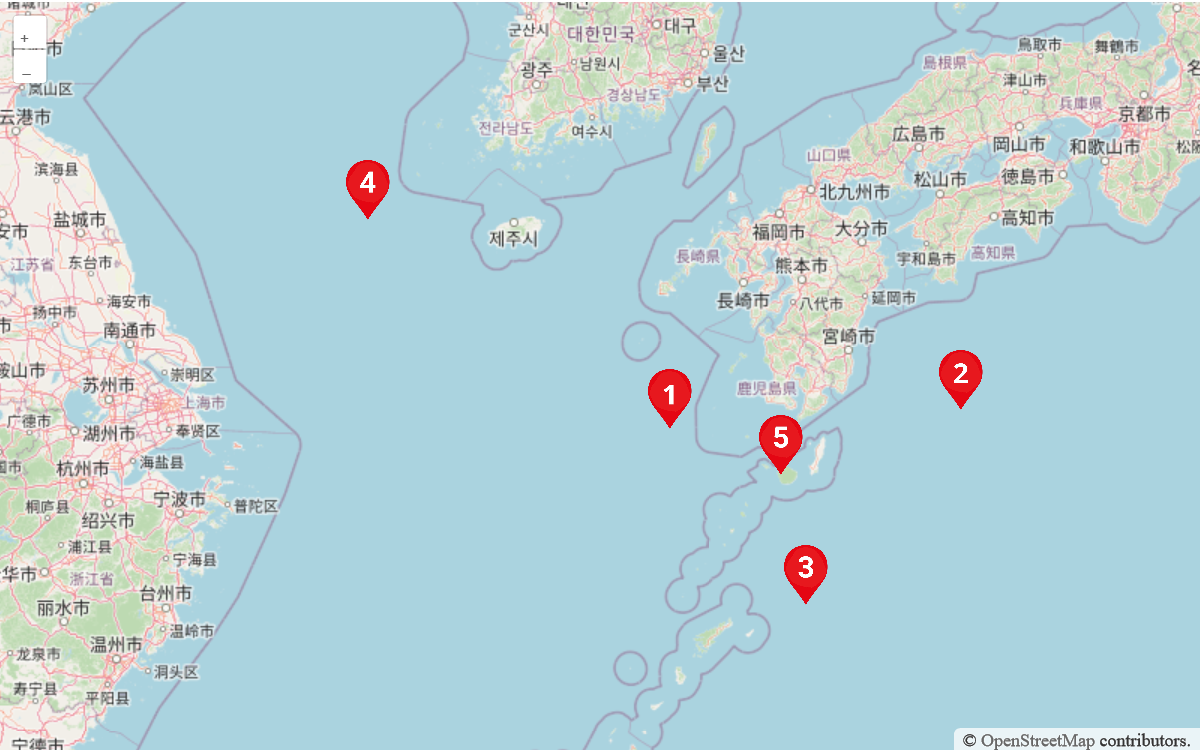 +
–
岚山区
云港市
滨海县
盐城市
江苏省
东台市
海安市
扬中市
南通市
鞍山市
苏州市
崇明区
上海市
广德市
湖州市
奉贤区
杭州市
海盐县
宁波市
普陀区
桐庐县
绍兴市
浦江县
宁海县
浙江省
台州市
丽水市
温岭市
温州市
龙泉市
洞头区
寿宁县
平阳县
宁德市
군산시
대한민국
대구
남원시
광주
울산
부산
경상남도
전라남도
여수시
제주시
鳥取市
舞鶴市
島根県
津山市
兵庫県
京都市
広島市
岡山市
和歌山市
松阪
山口県
北九州市
松山市
徳島市
高知市
福岡市
大分市
長崎県
熊本市
宇和島市
高知県
長崎市
八代市
延岡市
宮崎市
鹿児島県
4
1
2
5
3
© OpenStreetMap contributors.